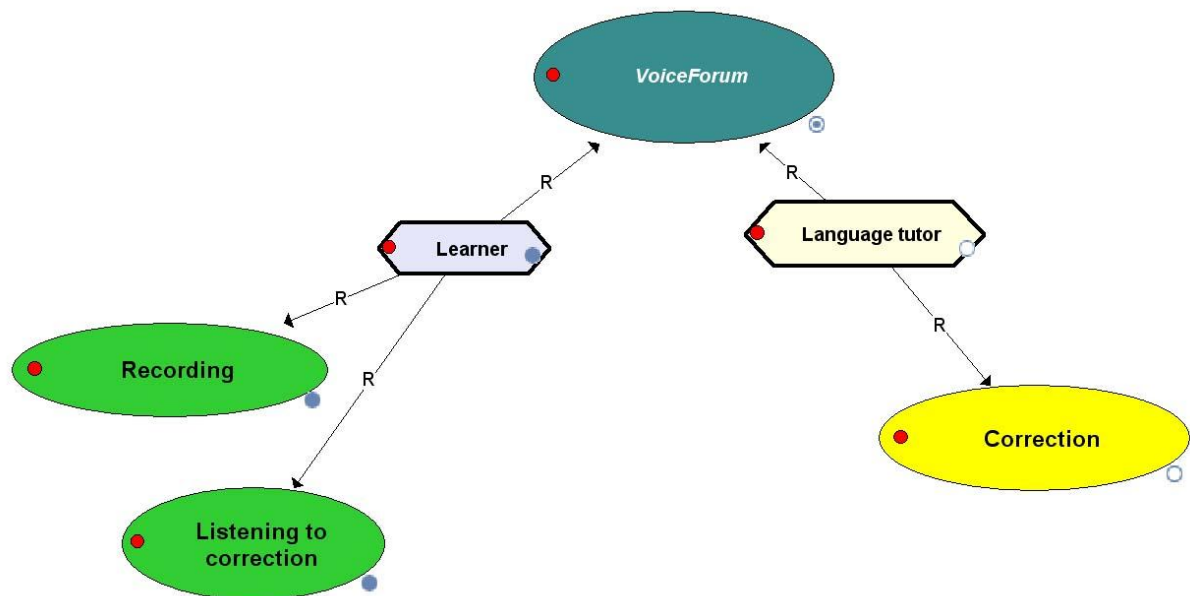 VoiceForum
R
R
Learner
Language tutor
R
R
Recording
R
Correction
Listening to
correction